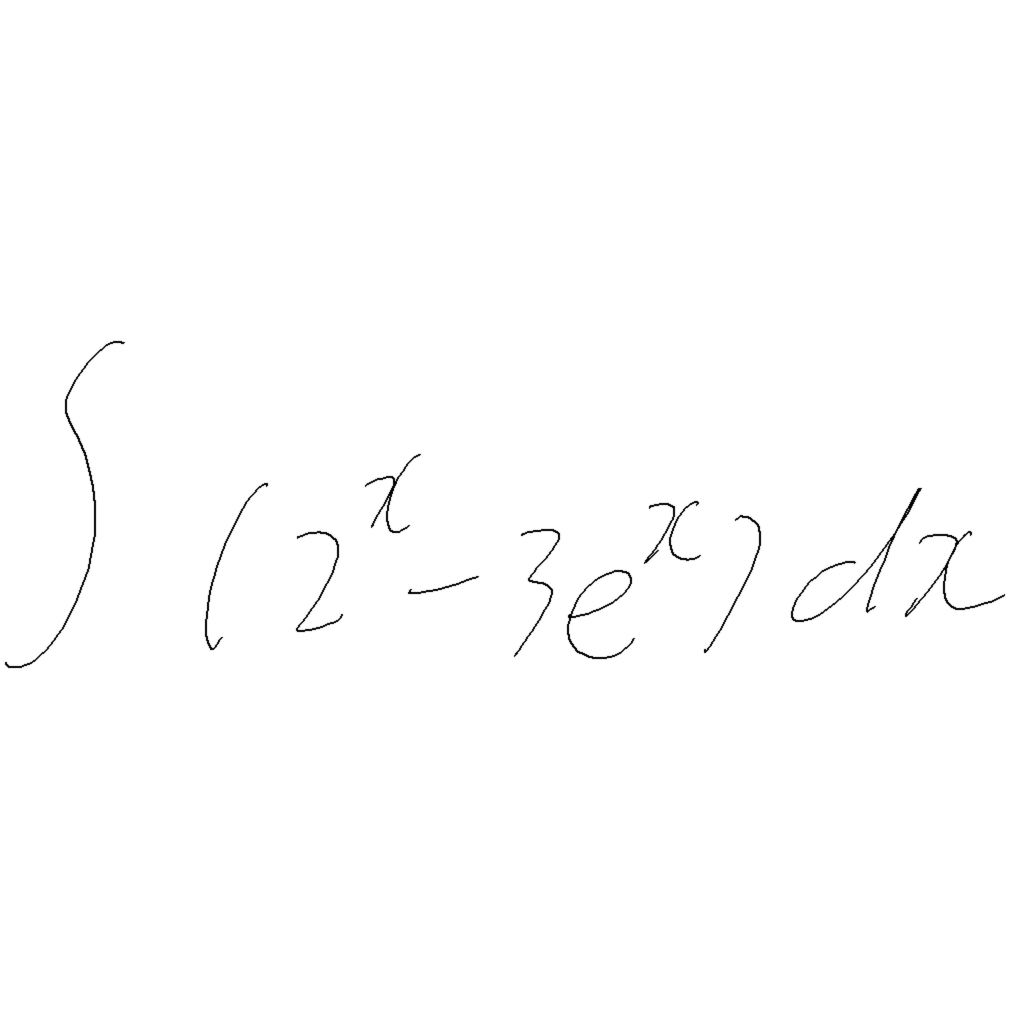 ∫ (2^x - 3e^x) dx